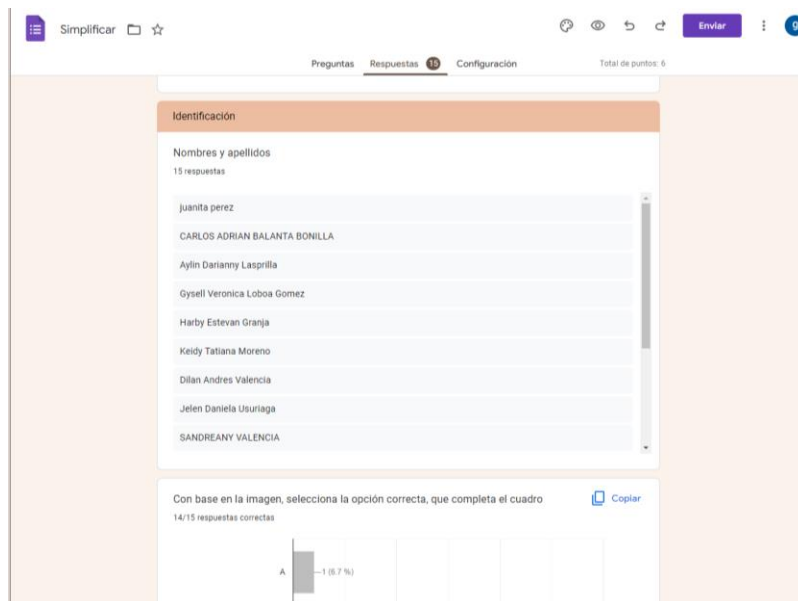 Simplificar
Enviar
g
Preguntas Respuestas 15 Configuración Total de puntos: 6
Identificación
Nombres y apellidos
15 respuestas
juanita perez
CARLOS ADRIAN BALANTA BONILLA
Aylin Darianny Lasprilla
Gysell Veronica Loboa Gomez
Harby Estevan Granja
Keidy Tatiana Moreno
Dilan Andres Valencia
Jelen Daniela Usuriaga
SANDREANY VALENCIA
Con base en la imagen, selecciona la opción correcta, que completa el cuadro Copiar
14/15 respuestas correctas
A 1 (6.7 %)